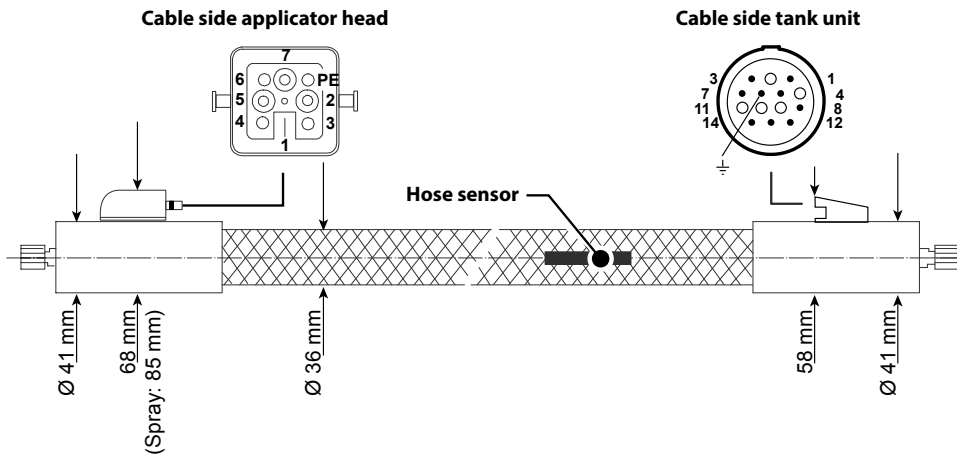 Cable side applicator head
Cable side tank unit
7
6 PE
5 2
4 3
1
3 1
7 4
11 8
14 12
Hose sensor
Ø 41 mm
68 mm
(Spray: 85 mm)
Ø 36 mm
58 mm
Ø 41 mm